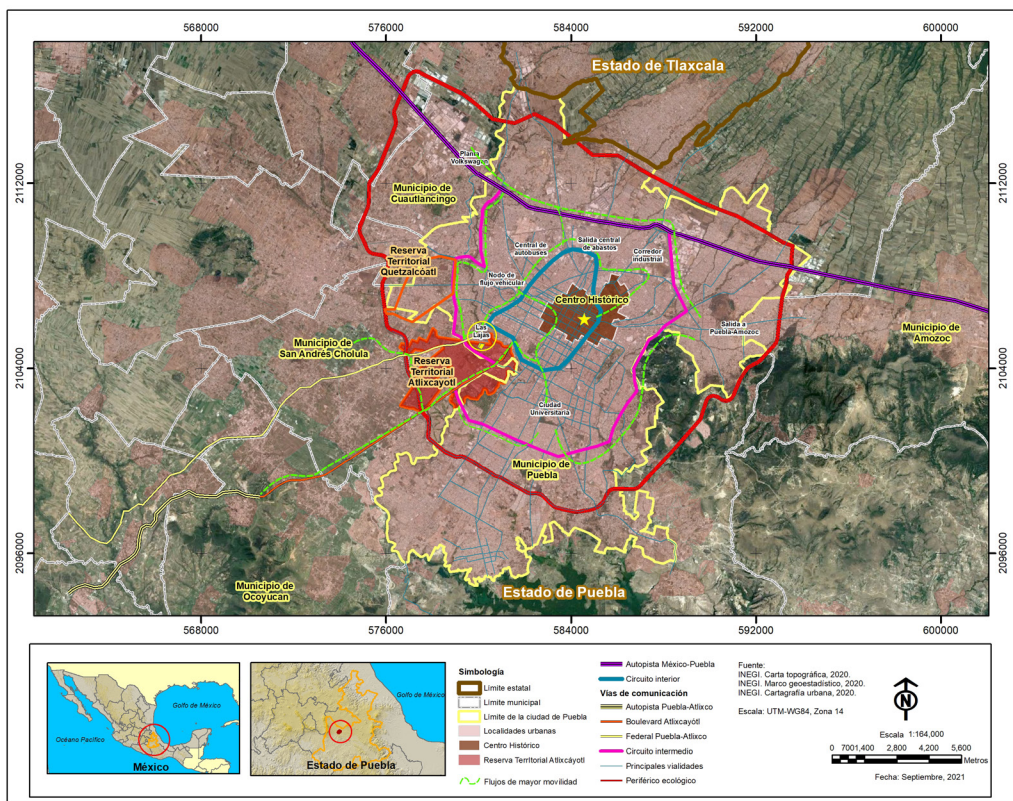 568000
576000
584000
592000
600000
Estado de Tlaxcala
2112000
2112000
Planta
Volkswagen
Municipio de
Cuautlancingo
Central de
autobuses
Salida central
de abastos
Corredor
industrial
Reserva
Territorial
Quetzalcóatl
Nodo de
flujo vehicular
Centro Histórico
Las
Lajas
Salida a
Puebla-Amozoc
Municipio de
Amozoc
Municipio de
San Andrés Cholula
Reserva
Territorial
Atlixcayotl
2104000
2104000
Ciudad
Universitaria
Municipio de
Puebla
2096000
2096000
Municipio de
Ocoyucan
Estado de Puebla
568000
576000
584000
592000
600000
Golfo de México
Océano Pacífico
México
Golfo de México
Estado de Puebla
Simbología
Límite estatal
Límite municipal
Límite de la ciudad de Puebla
Localidades urbanas
Centro Histórico
Reserva Territorial Atlixcáyotl
Flujos de mayor movilidad
Autopista México-Puebla
Circuito interior
Vías de comunicación
Autopista Puebla-Atlixco
Boulevard Atlixcayótl
Federal Puebla-Atlixco
Circuito intermedio
Principales vialidades
Periférico ecológico
Fuente:
INEGI. Carta topográfica, 2020.
INEGI. Marco geoestadístico, 2020.
INEGI. Cartografía urbana, 2020.
Escala: UTM-WG84, Zona 14
N
Escala 1:164,000
0 700 1,400 2,800 4,200 5,600
Metros
Fecha: Septiembre, 2021